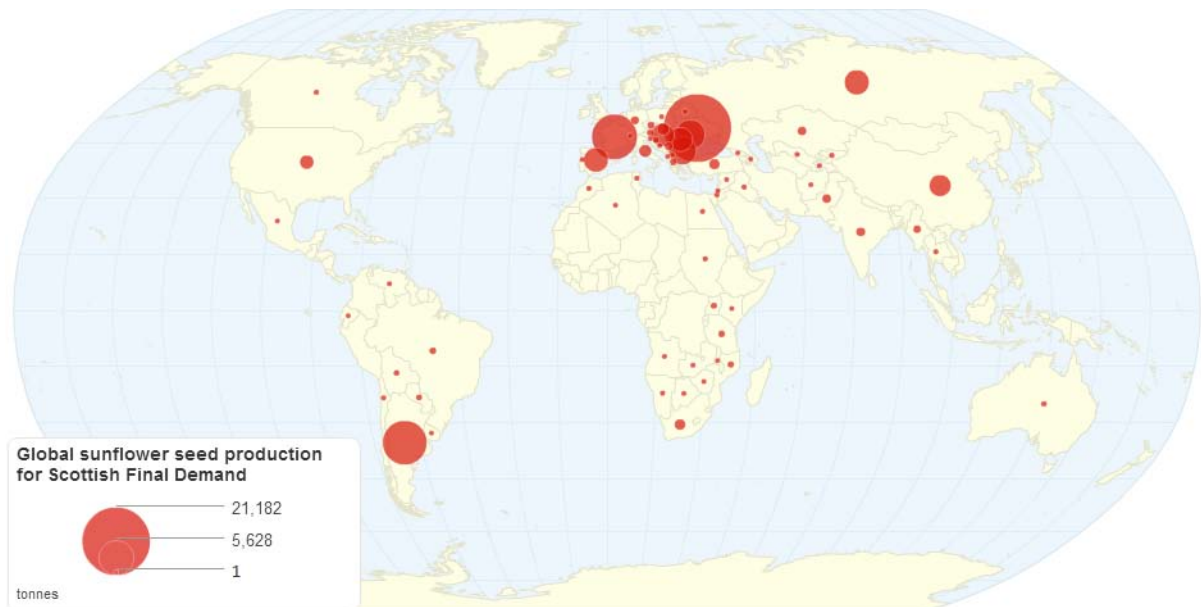 Global sunflower seed production
for Scottish Final Demand
21,182
5,628
1
tonnes